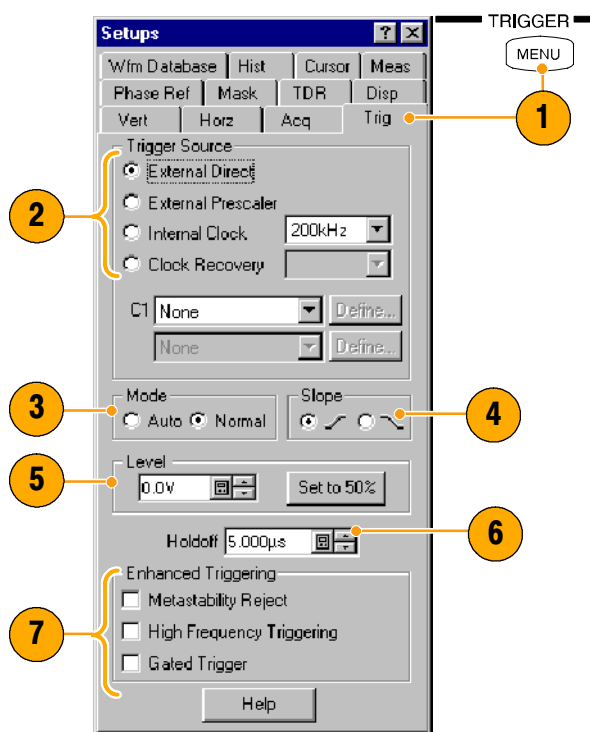 TRIGGER
MENU
1
Setups
Wfm Database Hist Cursor Meas
Phase Ref Mask TDR Disp
Vert Horz Acq Trig
Trigger Source
2
External Direct
External Prescaler
Internal Clock 200kHz
Clock Recovery
C1 None Define...
None Define...
3
Mode
Auto Normal
Slope
4
5
Level
0.0V Set to 50%
Holdoff 5.000µs
6
7
Enhanced Triggering
Metastability Reject
High Frequency Triggering
Gated Trigger
Help